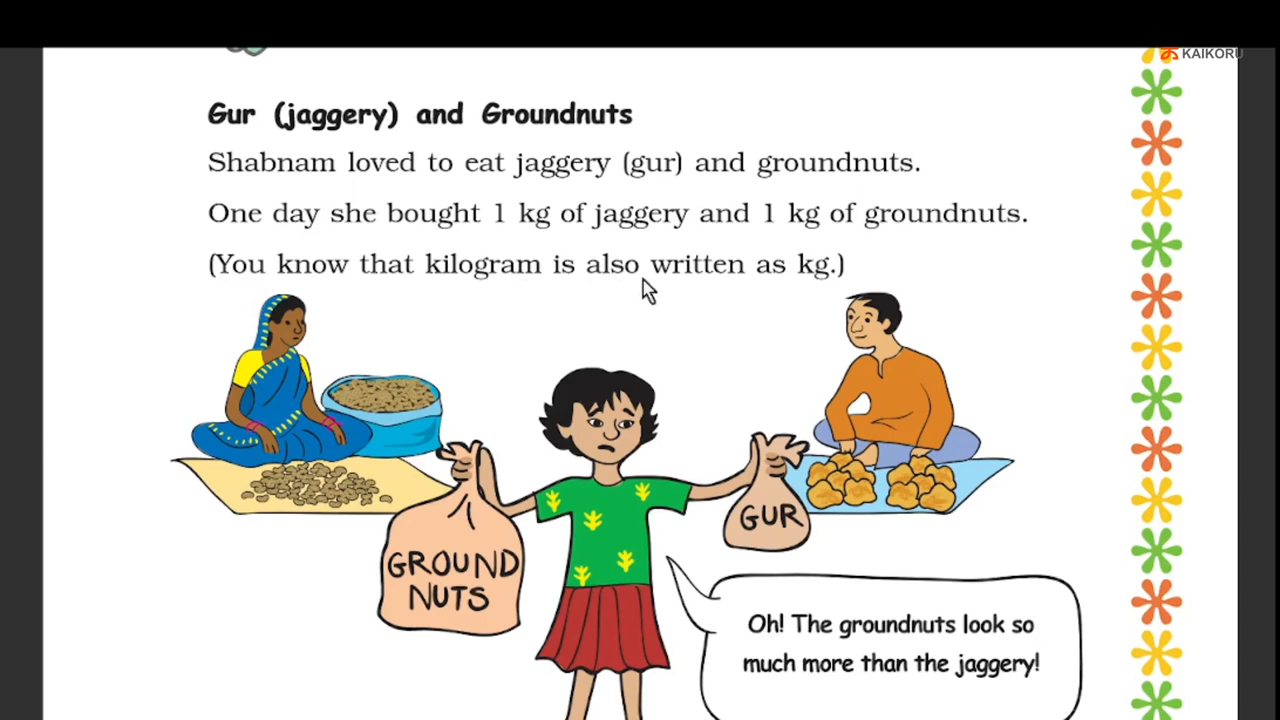 KAIKORU
Gur (jaggery) and Groundnuts
Shabnam loved to eat jaggery (gur) and groundnuts.
One day she bought 1 kg of jaggery and 1 kg of groundnuts.
(You know that kilogram is also written as kg.)
GROUND
NUTS
GUR
Oh! The groundnuts look so
much more than the jaggery!